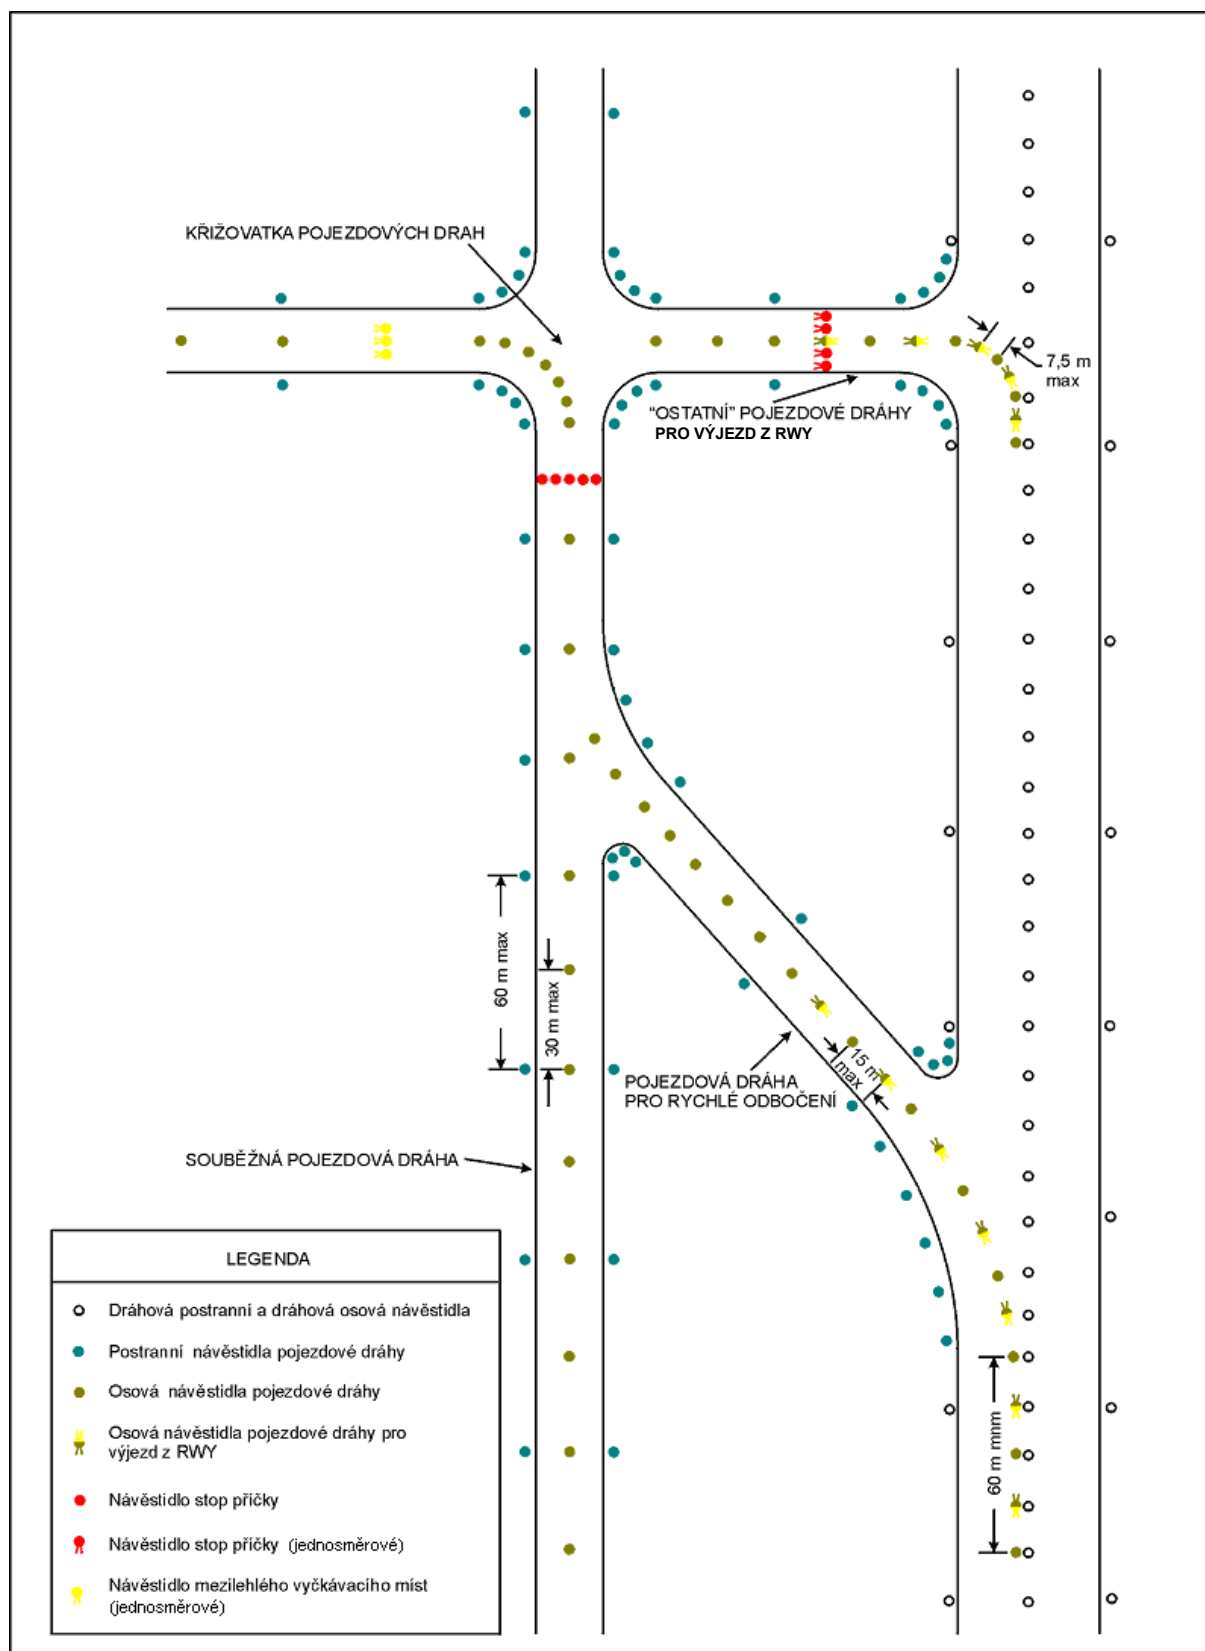 KŘIŽOVATKA POJEZDOVÝCH DRAH
7,5 m
max
“OSTATNÍ” POJEZDOVÉ DRÁHY
PRO VÝJEZD Z RWY
60 m max
30 m max
15 m
max
POJEZDOVÁ DRÁHA
PRO RYCHLÉ ODBOČENÍ
SOUBĚŽNÁ POJEZDOVÁ DRÁHA
60 m mnm
LEGENDA
Dráhová postranní a dráhová osová návěstidla
Postranní návěstidla pojezdové dráhy
Osová návěstidla pojezdové dráhy
Osová návěstidla pojezdové dráhy pro
výjezd z RWY
Návěstidlo stop příčky
Návěstidlo stop příčky (jednosměrové)
Návěstidlo mezilehlého vyčkávacího míst
(jednosměrové)